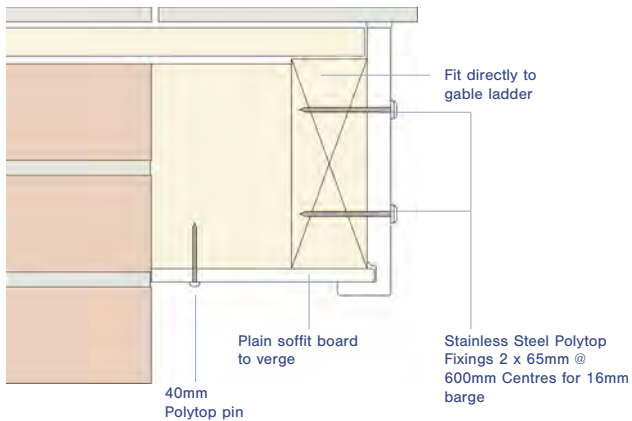 Fit directly to
gable ladder
Plain soffit board
to verge
Stainless Steel Polytop
Fixings 2 x 65mm @
600mm Centres for 16mm
barge
40mm
Polytop pin